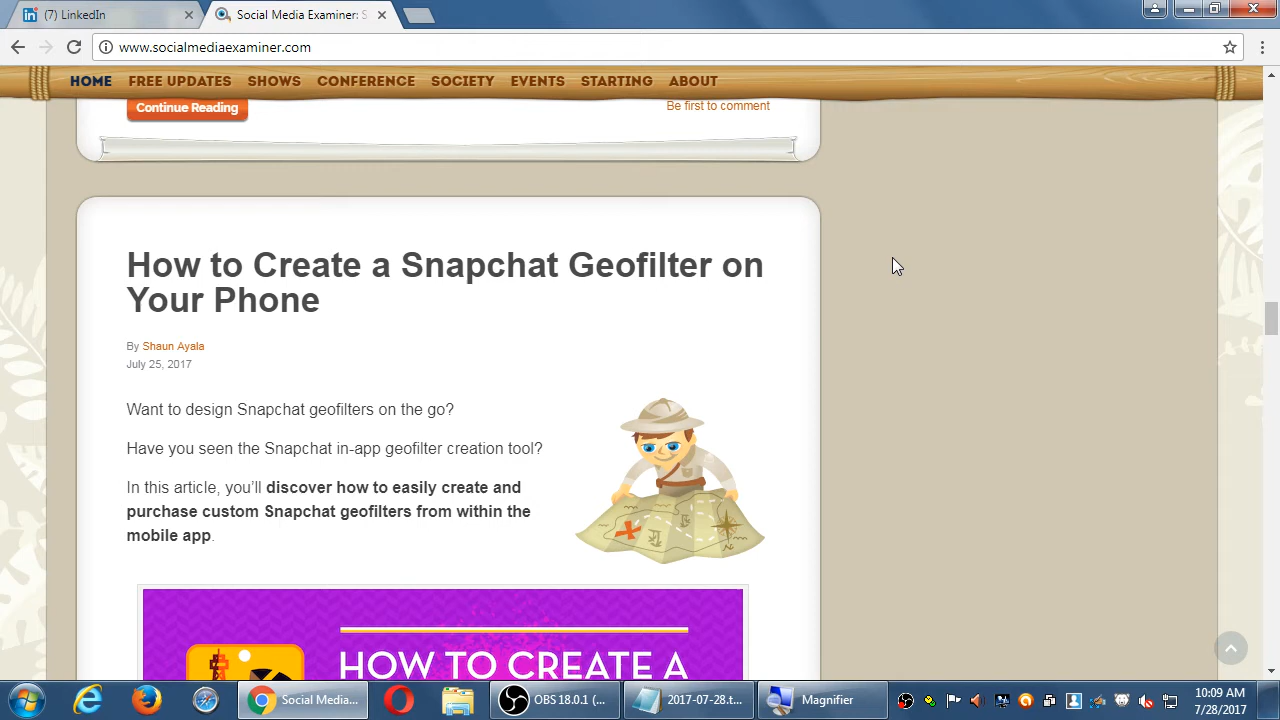 (7) LinkedIn
Social Media Examiner: S
www.socialmediaexaminer.com
HOME FREE UPDATES SHOWS CONFERENCE SOCIETY EVENTS STARTING ABOUT
Continue Reading
Be first to comment
How to Create a Snapchat Geofilter on
Your Phone
By Shaun Ayala
July 25, 2017
Want to design Snapchat geofilters on the go?
Have you seen the Snapchat in-app geofilter creation tool?
In this article, you’ll discover how to easily create and
purchase custom Snapchat geofilters from within the
mobile app.
HOW TO CREATE A
Social Media...
OBS 18.0.1 (...
2017-07-28.t...
Magnifier
10:09 AM
7/28/2017